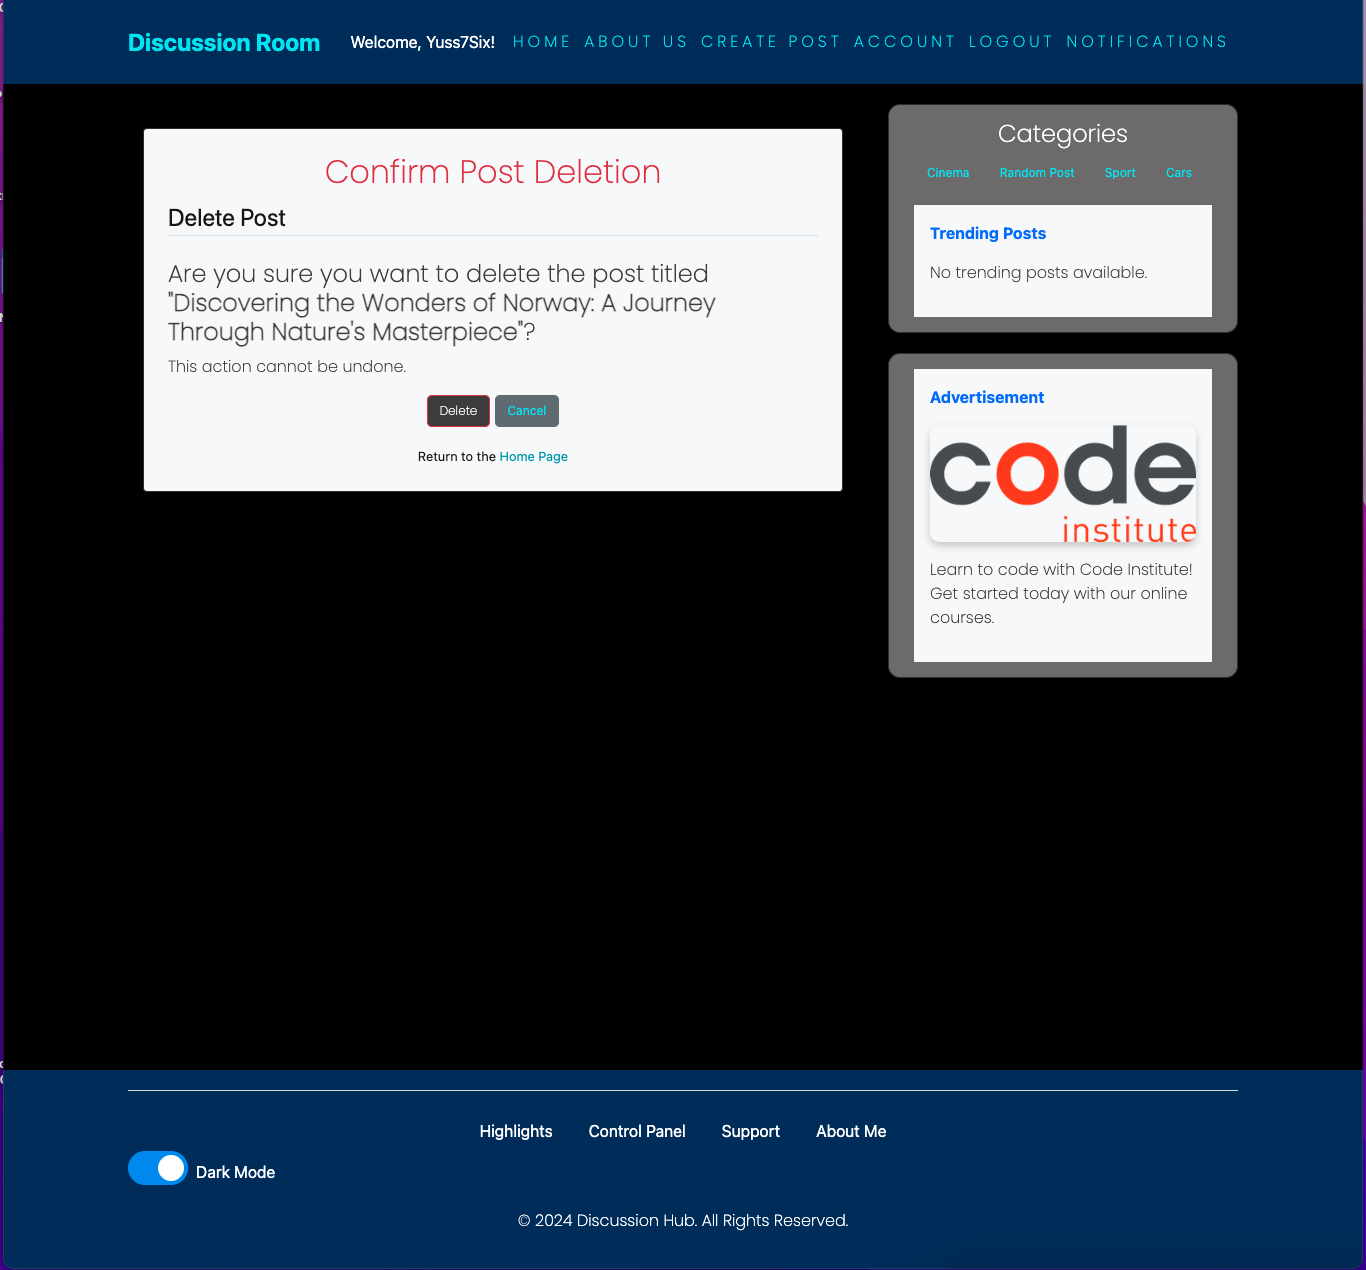 Discussion Room
Welcome, Yuss7Six!
HOME ABOUT US CREATE POST ACCOUNT LOGOUT NOTIFICATIONS
Confirm Post Deletion
Delete Post
Are you sure you want to delete the post titled
"Discovering the Wonders of Norway: A Journey
Through Nature's Masterpiece"?
This action cannot be undone.
Delete Cancel
Return to the Home Page
Categories
Cinema Random Post Sport Cars
Trending Posts
No trending posts available.
Advertisement
code
institute
Learn to code with Code Institute!
Get started today with our online
courses.
Highlights Control Panel Support About Me
Dark Mode
© 2024 Discussion Hub. All Rights Reserved.